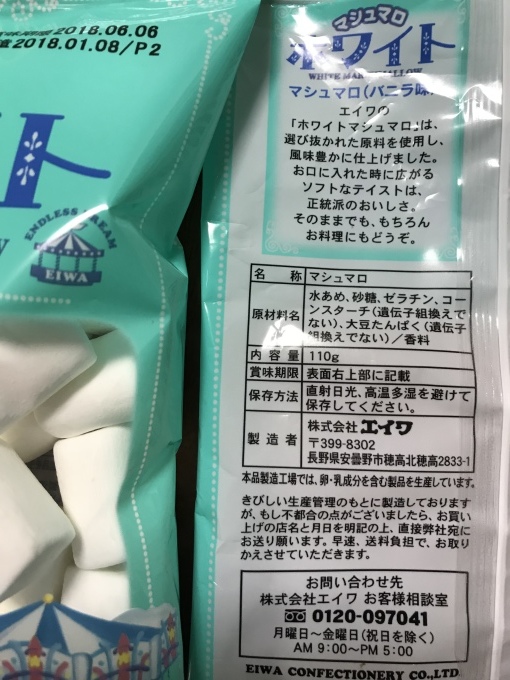 2018.06.06
2018.01.08/P2
イト
ENDLESS DREAM
EIWA
マシュマロ
ホワイト
WHITE MARSHMALLOW
マシュマロ(バニラ味)
エイワの
「ホワイトマシュマロ」は、
選び抜かれた原料を使用し、
風味豊かに仕上げました。
お口に入れた時に広がる
ソフトなテイストは、
正統派のおいしさ。
そのままでも、もちろん
お料理にもどうぞ。
名 称 マシュマロ
原材料名 水あめ、砂糖、ゼラチン、コー
ンスターチ(遺伝子組換えで
ない)、大豆たんぱく(遺伝子
組換えでない)/香料
内 容 量 110g
賞味期限 表面右上部に記載
保存方法 直射日光、高温多湿を避けて
保存してください。
製 造 者 株式会社 エイワ
〒399-8302
長野県安曇野市穂高北穂高2833-1
本品製造工場では、卵・乳成分を含む製品を生産しています。
きびしい生産管理のもとに製造しております
が、もし不都合の点がございましたら、お買い
上げの店名と月日を明記の上、直接弊社宛に
お送り願います。早速、送料負担で、お取り
かえさせていただきます。
お問い合わせ先
株式会社エイワ お客様相談室
0120-097041
月曜日~金曜日(祝日を除く)
AM 9:00~PM 5:00
EIWA CONFECTIONERY CO.,LTD.